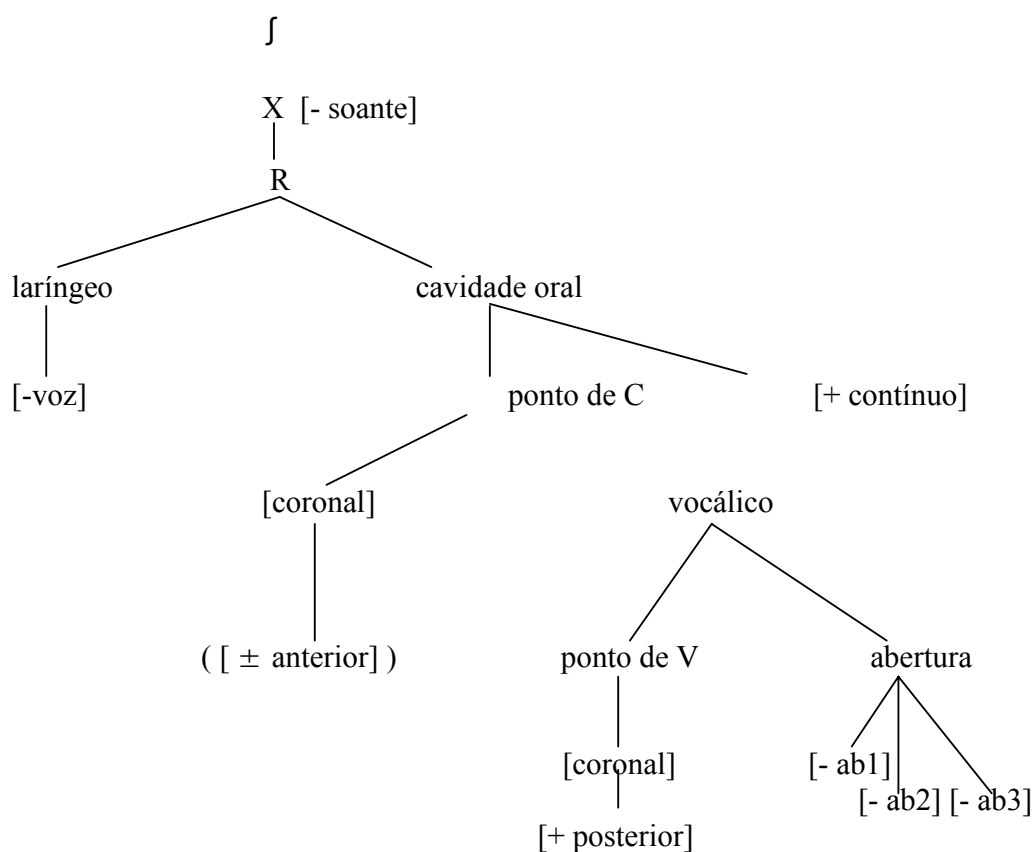 ʃ
X [- soante]
R
laríngeo cavidade oral
[-voz] ponto de C [+ contínuo]
[coronal] vocálico
( [ ± anterior] ) ponto de V abertura
[coronal] [- ab1]
[- ab2] [- ab3]
[+ posterior]